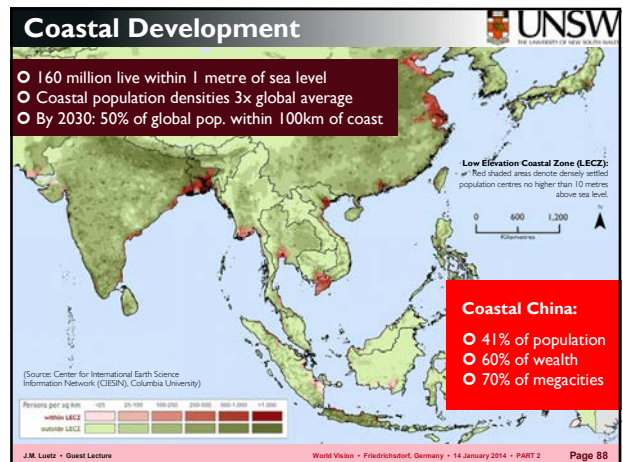 Coastal Development
UNSW
THE UNIVERSITY OF NEW SOUTH WALES
160 million live within 1 metre of sea level
Coastal population densities 3x global average
By 2030: 50% of global pop. within 100km of coast
Low Elevation Coastal Zone (LECZ):
Red shaded areas denote densely settled
population centres no higher than 10 metres
above sea level.
N
0 600 1,200
Kilometres
Coastal China:
41% of population
60% of wealth
70% of megacities
(Source: Center for International Earth Science
Information Network (CIESIN), Columbia University)
Persons per sq km <25 25-100 100-250 250-500 500-1,000 >1,000
within LECZ
outside LECZ
J.M. Luetz • Guest Lecture World Vision • Friedrichsdorf, Germany • 14 January 2014 • PART 2 Page 88